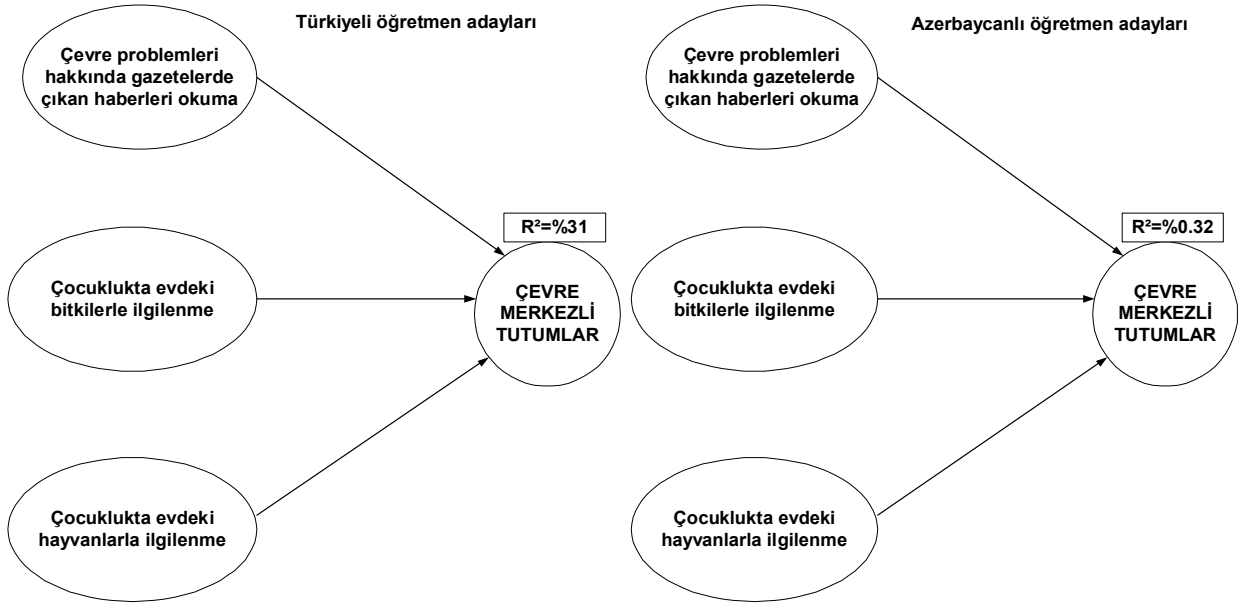 Türkiyeli öğretmen adayları
Çevre problemleri
hakkında gazetelerde
çıkan haberleri okuma
R²=%31
Çocuklukta evdeki
bitkilerle ilgilenme
ÇEVRE
MERKEZLİ
TUTUMLAR
Çocuklukta evdeki
hayvanlarla ilgilenme
Azerbaycanlı öğretmen adayları
Çevre problemleri
hakkında gazetelerde
çıkan haberleri okuma
R²=%0.32
Çocuklukta evdeki
bitkilerle ilgilenme
ÇEVRE
MERKEZLİ
TUTUMLAR
Çocuklukta evdeki
hayvanlarla ilgilenme